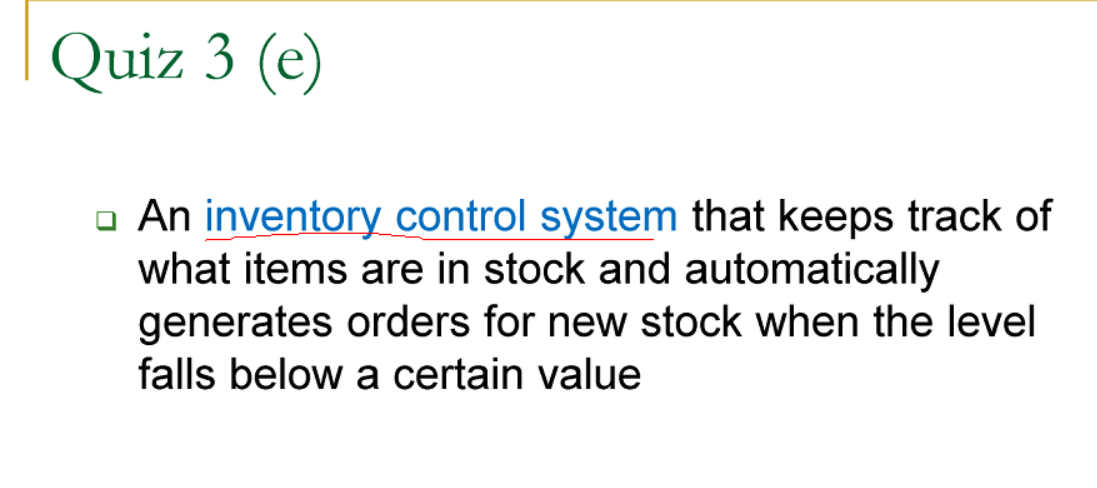 Quiz 3 (e)
An inventory control system that keeps track of
what items are in stock and automatically
generates orders for new stock when the level
falls below a certain value